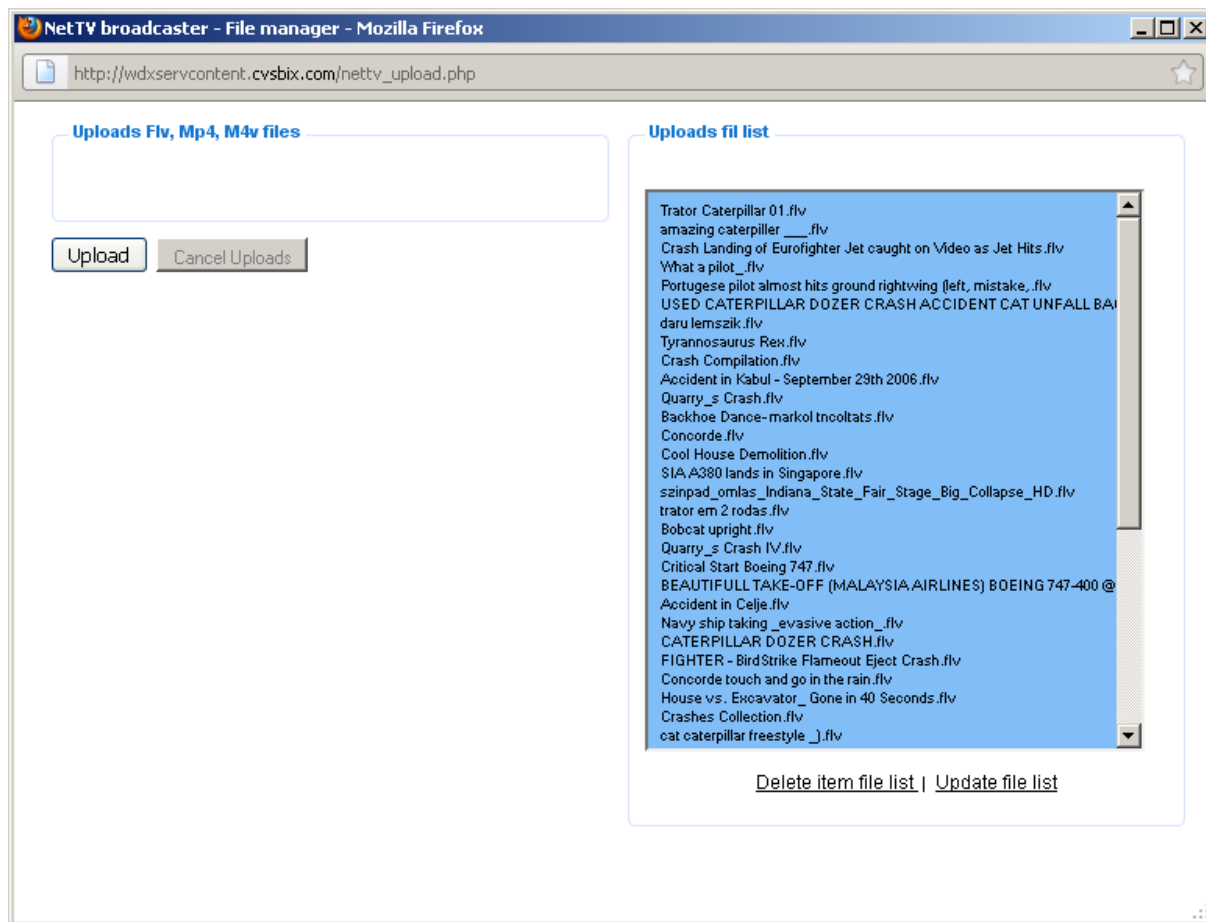 NetTV broadcaster - File manager - Mozilla Firefox
http://wdxservcontent.cvsbix.com/nettv_upload.php
Uploads Flv, Mp4, M4v files
Upload
Cancel Uploads
Uploads fil list
Trator Caterpillar 01.flv
amazing caterpiller ___.flv
Crash Landing of Eurofighter Jet caught on Video as Jet Hits.flv
What a pilot_.flv
Portugese pilot almost hits ground rightwing (left, mistake,.flv
USED CATERPILLAR DOZER CRASH ACCIDENT CAT UNFALL BA
daru lemszik.flv
Tyrannosaurus Rex.flv
Crash Compilation.flv
Accident in Kabul - September 29th 2006.flv
Quarry_s Crash.flv
Backhoe Dance- markol tncoltats.flv
Concorde.flv
Cool House Demolition.flv
SIA A380 lands in Singapore.flv
szinpad_omlas_Indiana_State_Fair_Stage_Big_Collapse_HD.flv
trator em 2 rodas.flv
Bobcat upright.flv
Quarry_s Crash IV.flv
Critical Start Boeing 747.flv
BEAUTIFULL TAKE-OFF (MALAYSIA AIRLINES) BOEING 747-400 @
Accident in Celje.flv
Navy ship taking _evasive action_.flv
CATERPILLAR DOZER CRASH.flv
FIGHTER - BirdStrike Flameout Eject Crash.flv
Concorde touch and go in the rain.flv
House vs. Excavator_ Gone in 40 Seconds.flv
Crashes Collection.flv
cat caterpillar freestyle _).flv
Delete item file list | Update file list